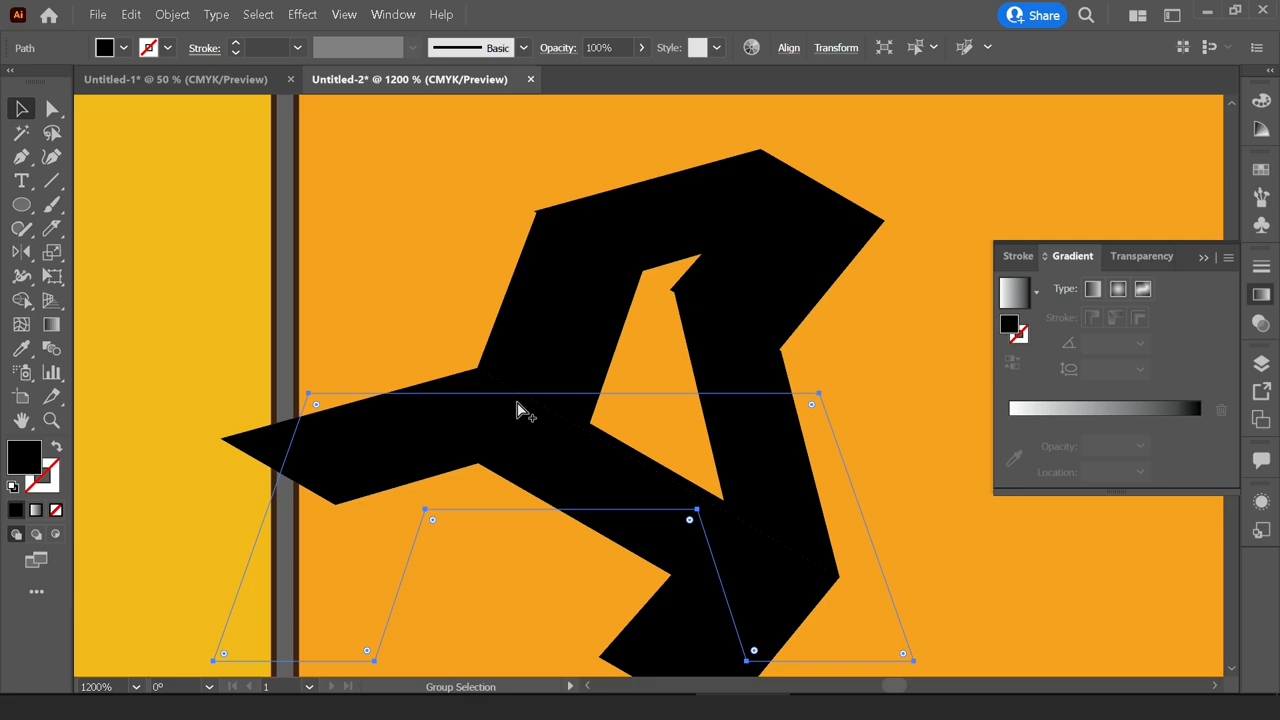 Ai File Edit Object Type Select Effect View Window Help Share
Path Stroke: Basic Opacity: 100% Style: Align Transform
Untitled-1* @ 50 % (CMYK/Preview) × Untitled-2* @ 1200 % (CMYK/Preview) ×
Stroke Gradient Transparency
Type:
Stroke:
Opacity:
Location:
1200% 0° 1 Group Selection